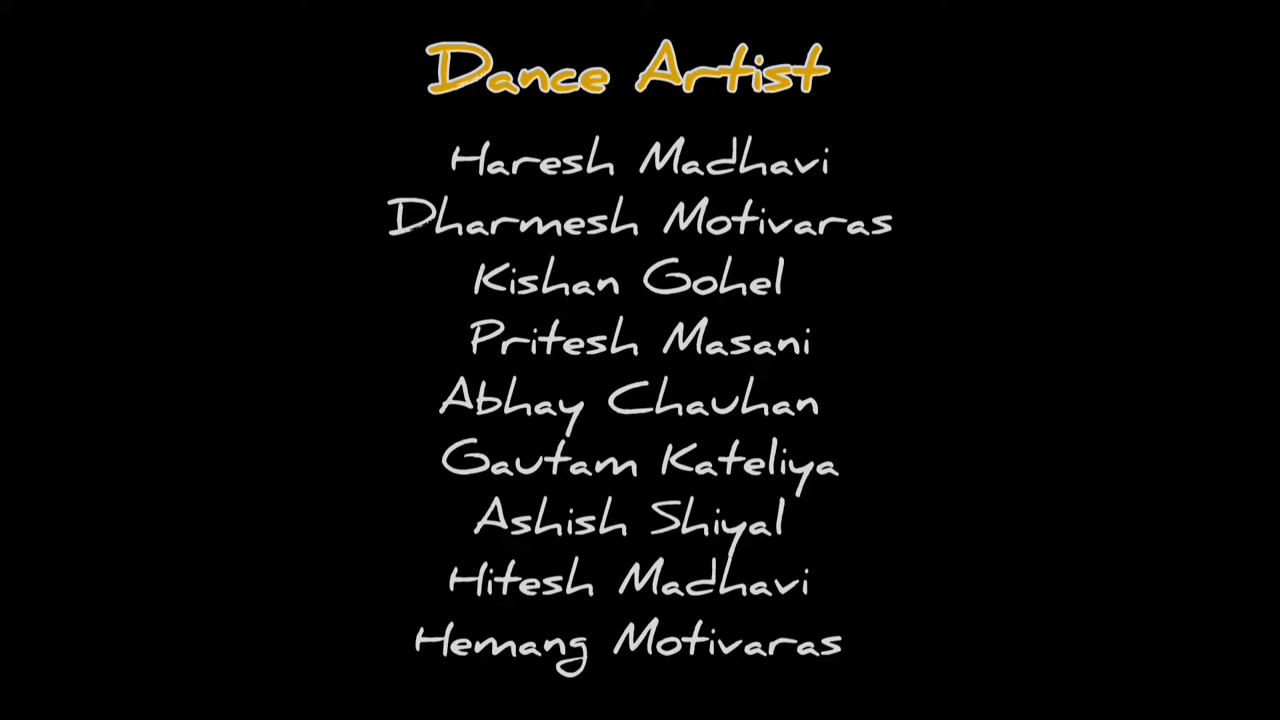 Dance Artist
Haresh Madhavi
Dharmesh Motivaras
Kishan Gohel
Pritesh Masani
Abhay Chauhan
Gautam Kateliya
Ashish Shiyal
Hitesh Madhavi
Hemang Motivaras